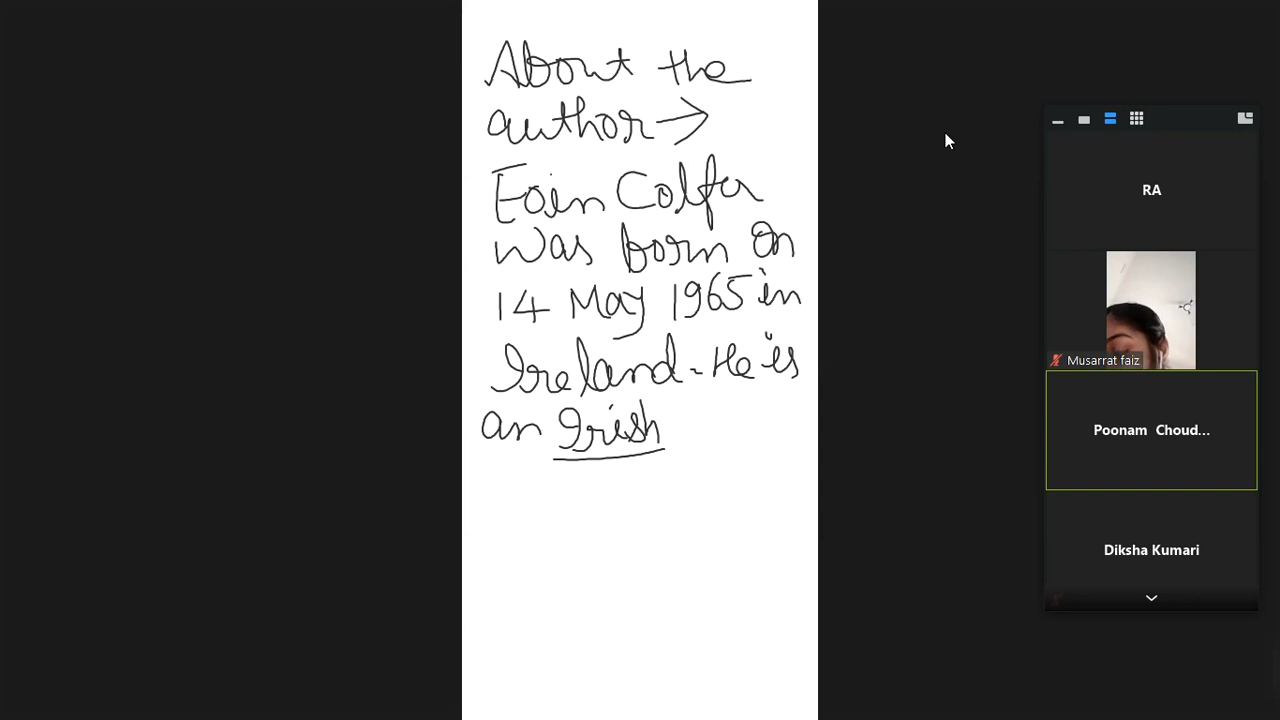 About the
author→
Eoin Colfer
was born on
14 May 1965 in
Ireland. He is
an Irish
RA
Musarrat faiz
Poonam Choud...
Diksha Kumari